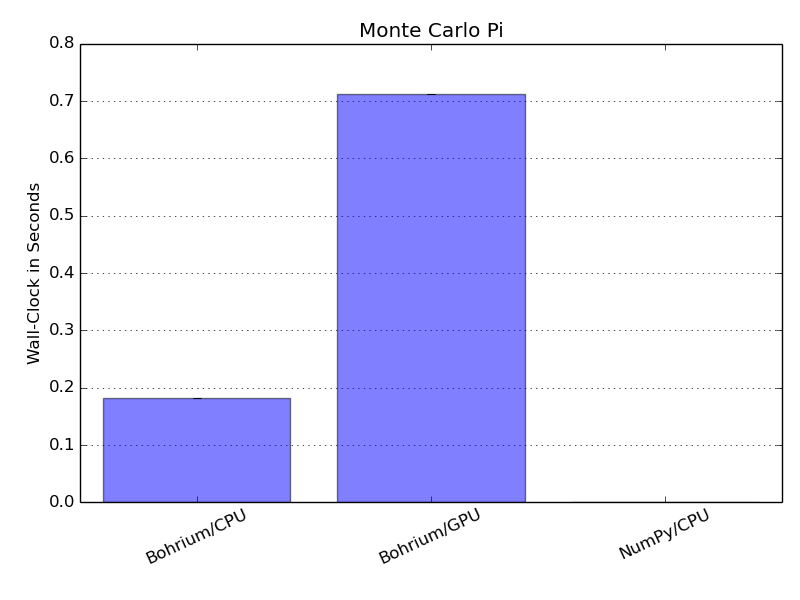 Monte Carlo Pi
0.8
0.7
0.6
0.5
0.4
0.3
0.2
0.1
0.0
Wall-Clock in Seconds
Bohrium/CPU
Bohrium/GPU
NumPy/CPU